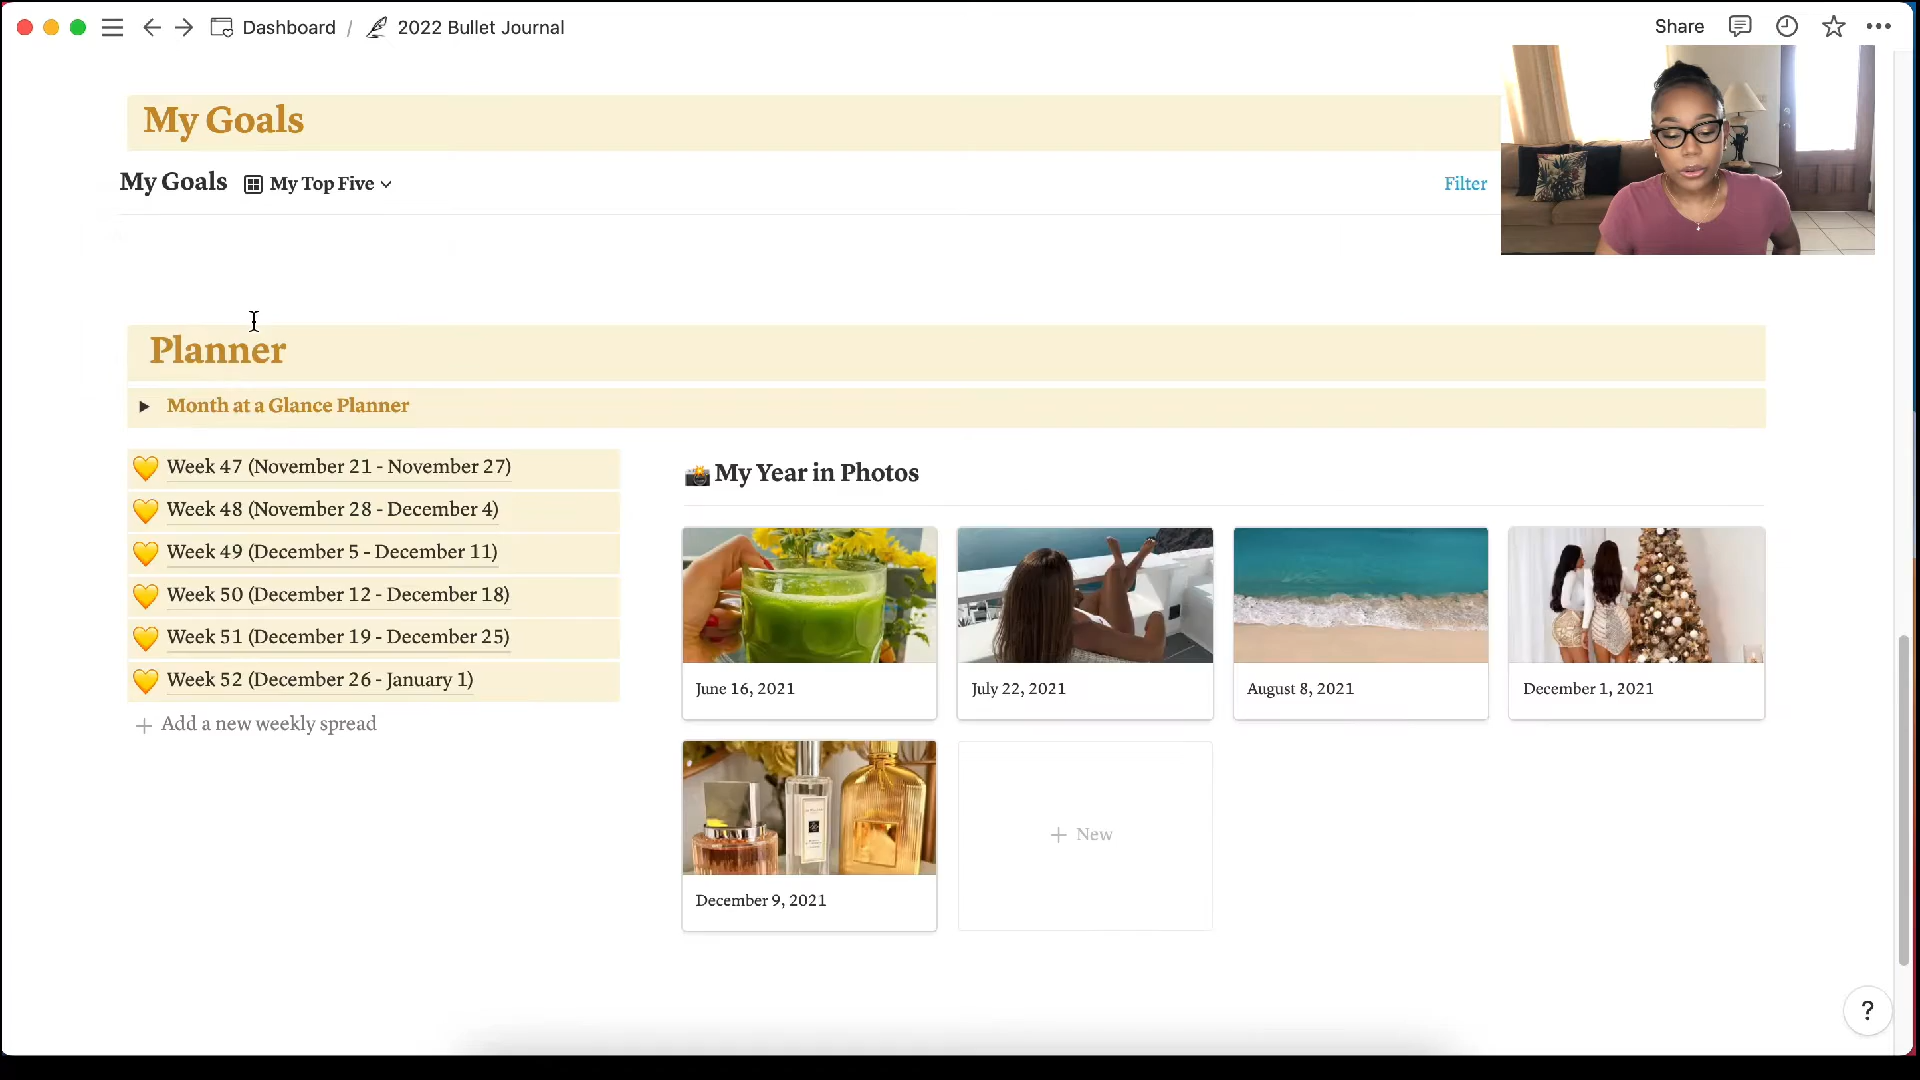 Dashboard / 2022 Bullet Journal
Share
My Goals
My Goals My Top Five
Filter
Planner
Month at a Glance Planner
Week 47 (November 21 - November 27)
Week 48 (November 28 - December 4)
Week 49 (December 5 - December 11)
Week 50 (December 12 - December 18)
Week 51 (December 19 - December 25)
Week 52 (December 26 - January 1)
+ Add a new weekly spread
My Year in Photos
June 16, 2021
July 22, 2021
August 8, 2021
December 1, 2021
December 9, 2021
+ New
?